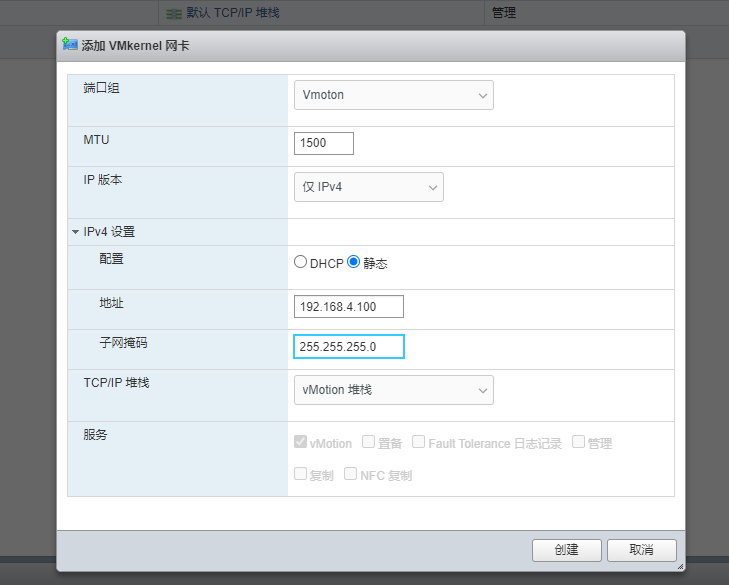 默认 TCP/IP 堆栈 管理
添加 VMkernel 网卡
端口组 Vmoton
MTU 1500
IP 版本 仅 IPv4
IPv4 设置
配置 DHCP 静态
地址 192.168.4.100
子网掩码 255.255.255.0
TCP/IP 堆栈 vMotion 堆栈
服务 vMotion 置备 Fault Tolerance 日志记录 管理
复制 NFC 复制
创建 取消